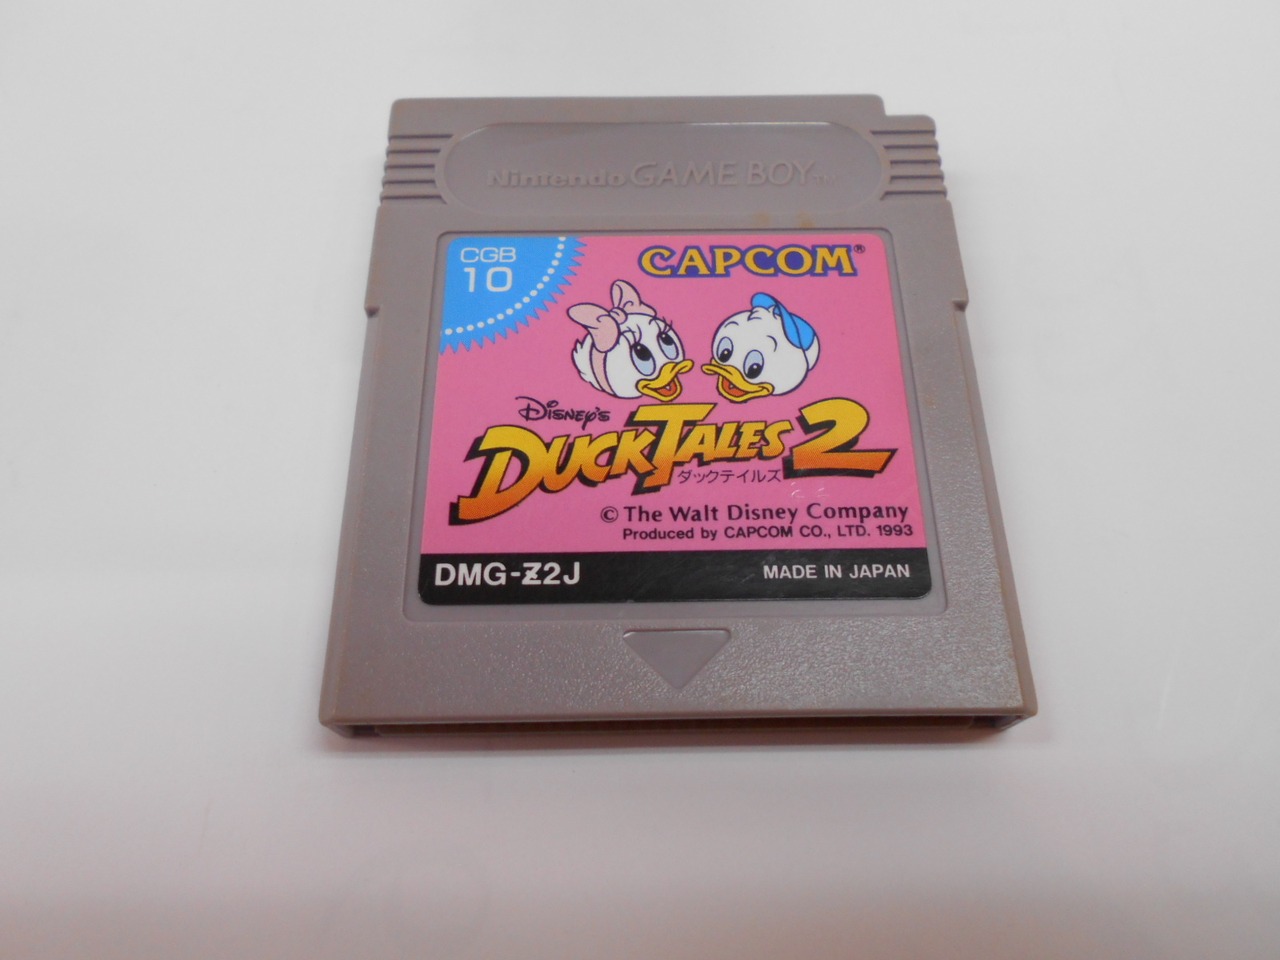 Nintendo GAME BOY™
CGB
10
CAPCOM®
Disney's
DUCKTALES 2
ダックテイルズ
© The Walt Disney Company
Produced by CAPCOM CO., LTD. 1993
DMG-Z2J
MADE IN JAPAN